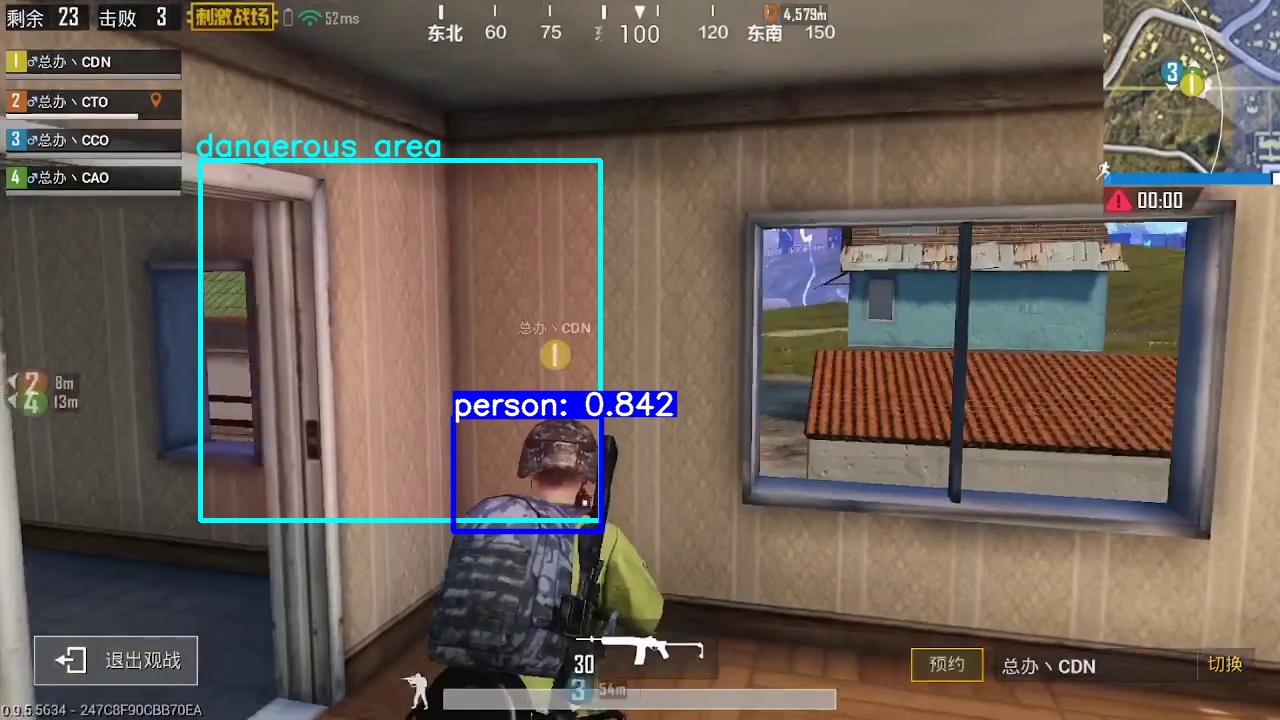 剩余 23 击败 3 刺激战场 52ms
东北 60 75 100 120 东南 150
4,579m
1 ♂总办丶CDN
2 ♂总办丶CTO
3 ♂总办丶CCO
4 ♂总办丶CAO
3 1
00:00
dangerous area
总办丶CDN
1
2 8m
4 13m
person: 0.842
30
3 54m
退出观战
预约 总办丶CDN 切换
0.9.5.5634 - 247C8F90CBB70EA